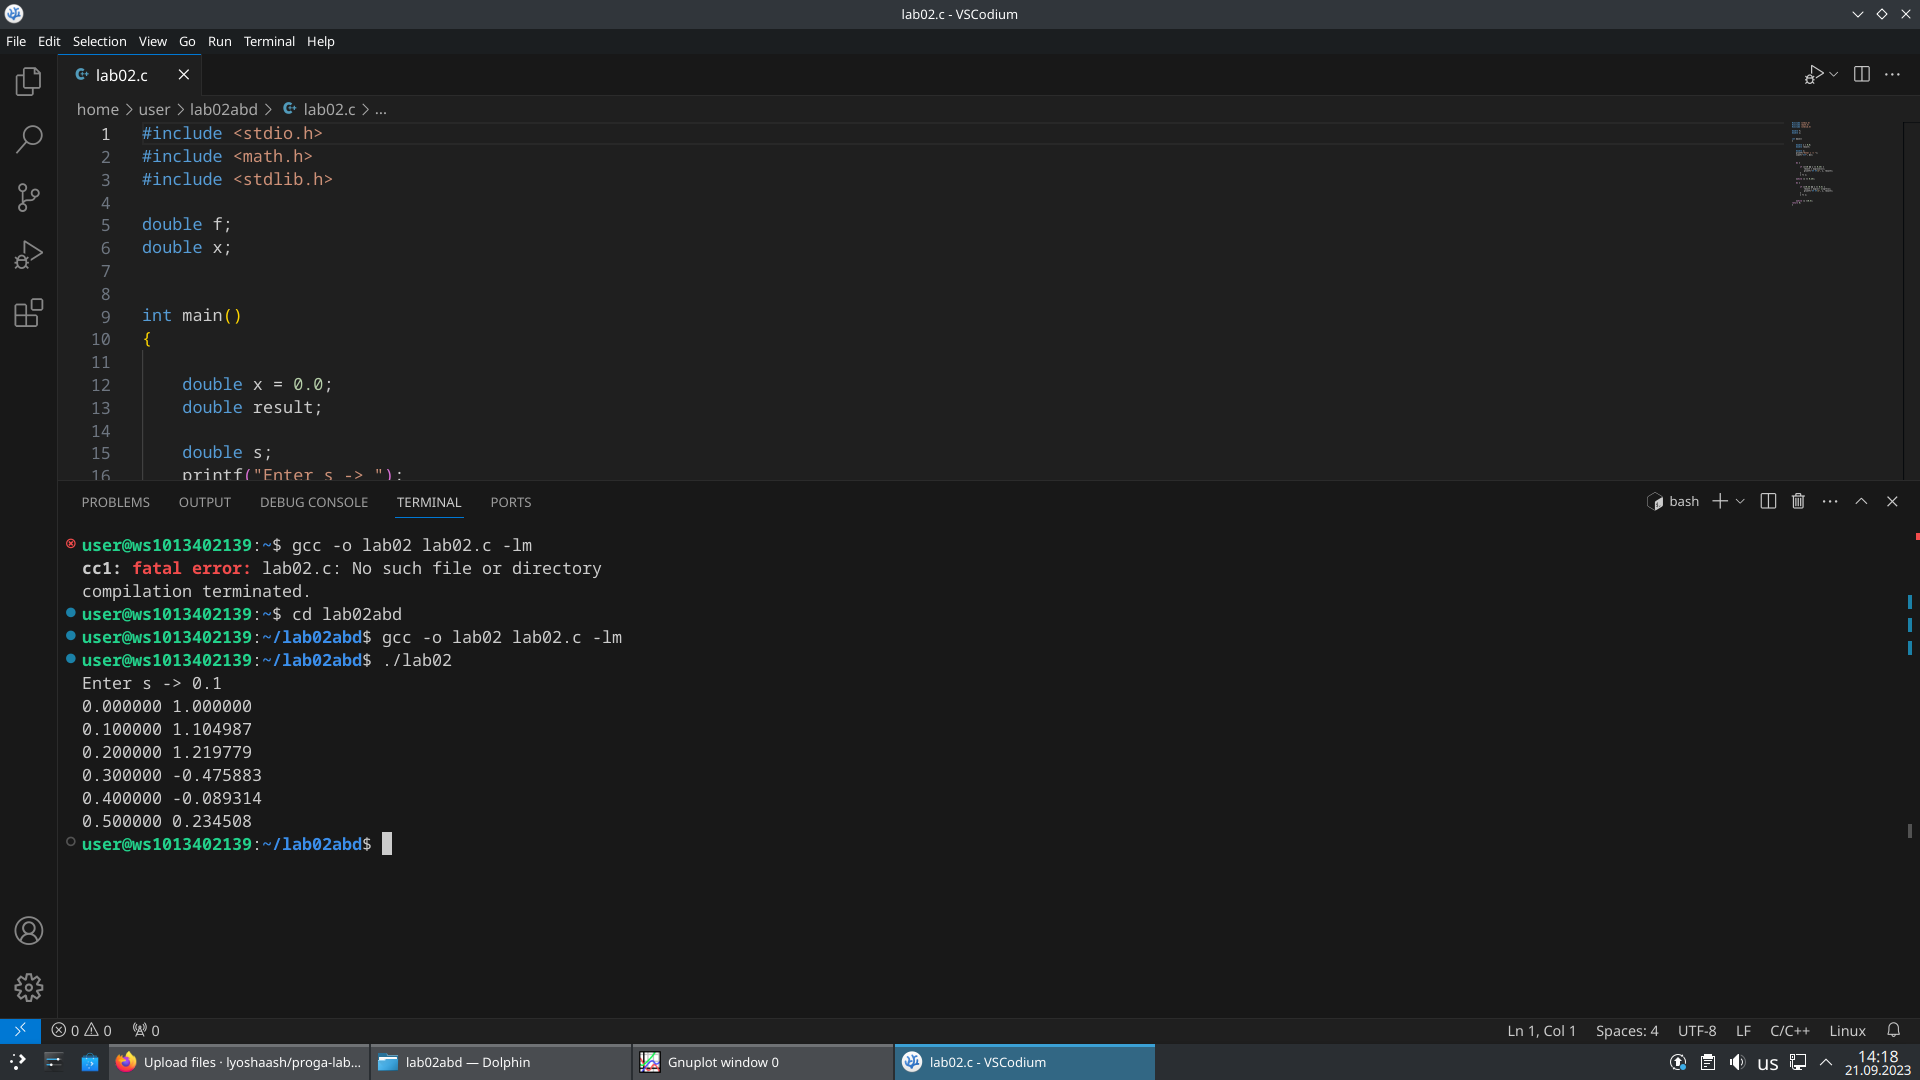 lab02.c - VSCodium
File Edit Selection View Go Run Terminal Help
lab02.c
home > user > lab02abd > lab02.c > ...
1 #include <stdio.h>
2 #include <math.h>
3 #include <stdlib.h>
4
5 double f;
6 double x;
7
8
9 int main()
10 {
11
12 double x = 0.0;
13 double result;
14
15 double s;
16 printf("Enter s -> ");
PROBLEMS OUTPUT DEBUG CONSOLE TERMINAL PORTS
bash
user@ws1013402139:~$ gcc -o lab02 lab02.c -lm
cc1: fatal error: lab02.c: No such file or directory
compilation terminated.
user@ws1013402139:~$ cd lab02abd
user@ws1013402139:~/lab02abd$ gcc -o lab02 lab02.c -lm
user@ws1013402139:~/lab02abd$ ./lab02
Enter s -> 0.1
0.000000 1.000000
0.100000 1.104987
0.200000 1.219779
0.300000 -0.475883
0.400000 -0.089314
0.500000 0.234508
user@ws1013402139:~/lab02abd$
0 0 0
Ln 1, Col 1 Spaces: 4 UTF-8 LF C/C++ Linux
Upload files · lyoshaash/proga-lab...
lab02abd — Dolphin
Gnuplot window 0
lab02.c - VSCodium
us
14:18
21.09.2023